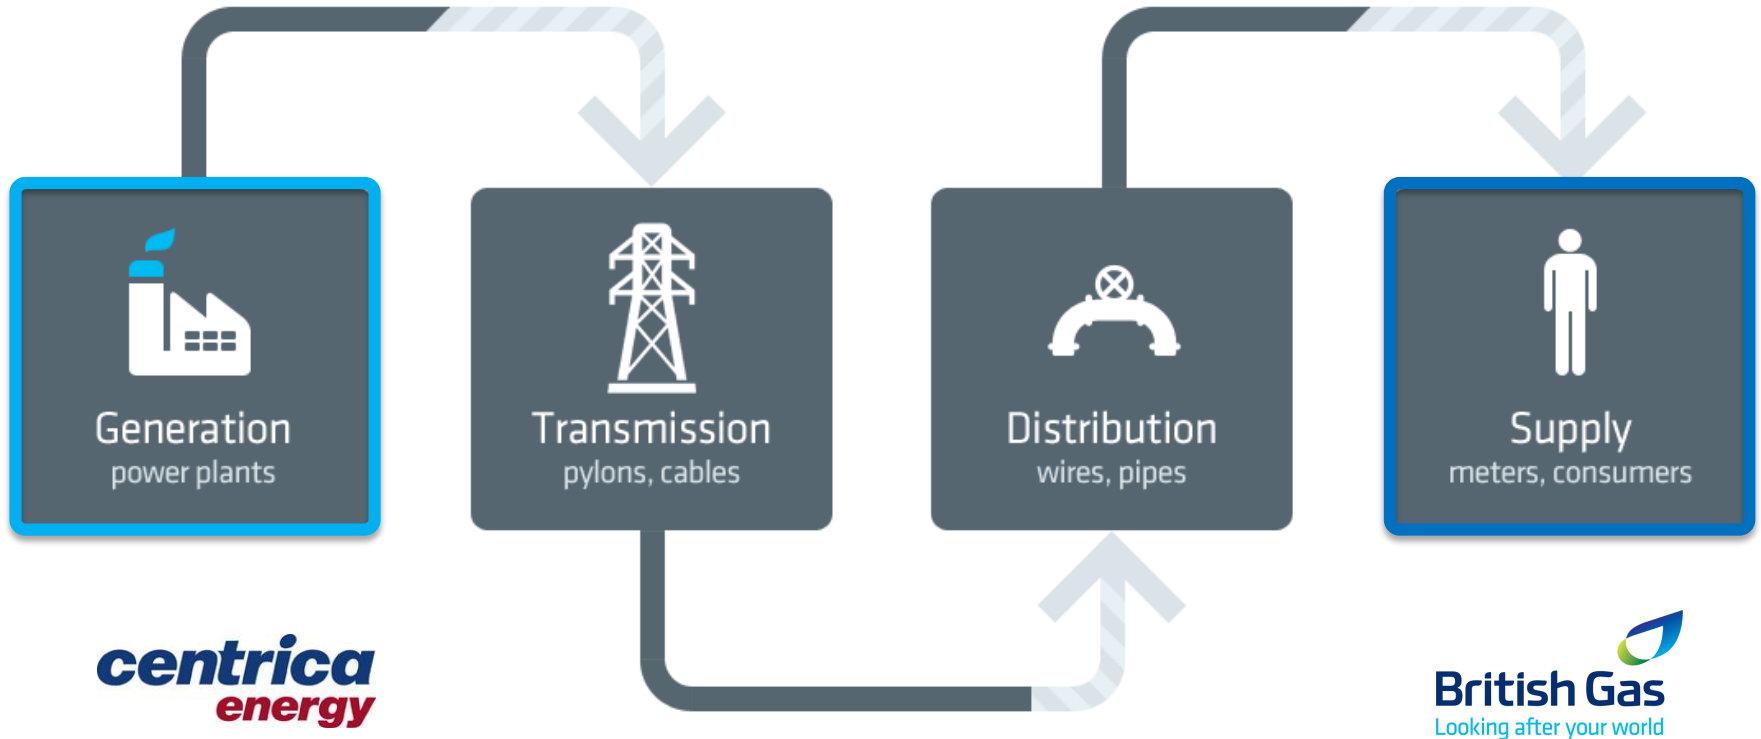 Generation
power plants
Transmission
pylons, cables
Distribution
wires, pipes
Supply
meters, consumers
centrica
energy
British Gas
Looking after your world